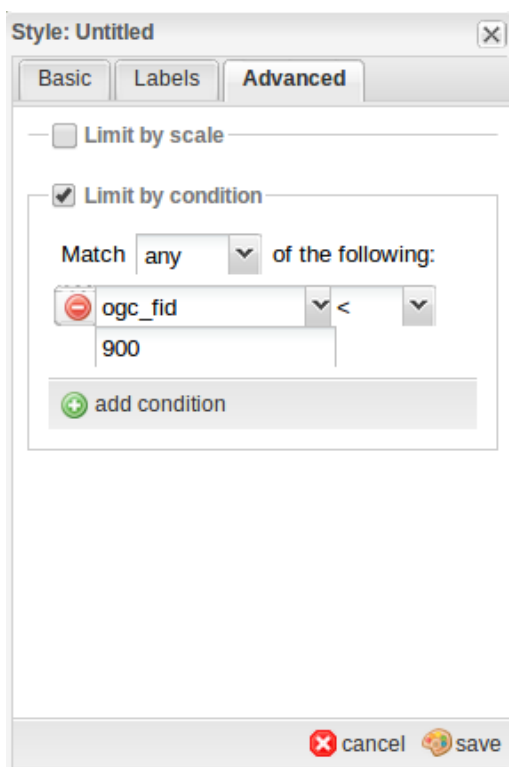 Style: Untitled
Basic Labels Advanced
Limit by scale
Limit by condition
Match any of the following:
ogc_fid <
900
add condition
cancel save